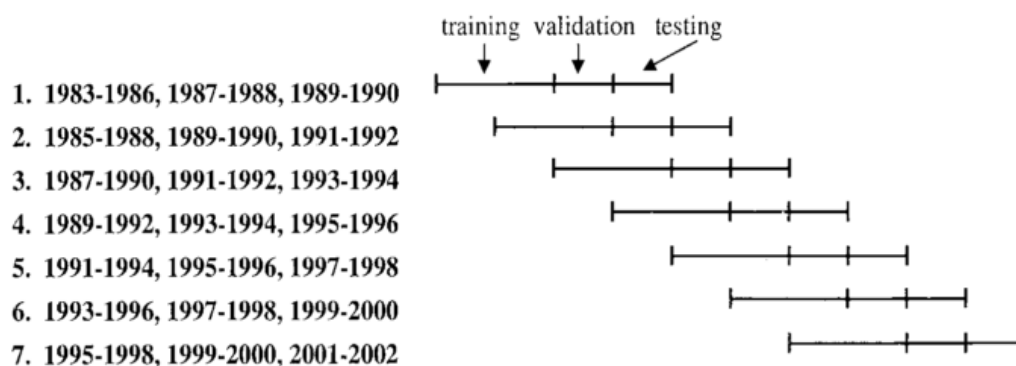 training validation testing
1. 1983-1986, 1987-1988, 1989-1990
2. 1985-1988, 1989-1990, 1991-1992
3. 1987-1990, 1991-1992, 1993-1994
4. 1989-1992, 1993-1994, 1995-1996
5. 1991-1994, 1995-1996, 1997-1998
6. 1993-1996, 1997-1998, 1999-2000
7. 1995-1998, 1999-2000, 2001-2002